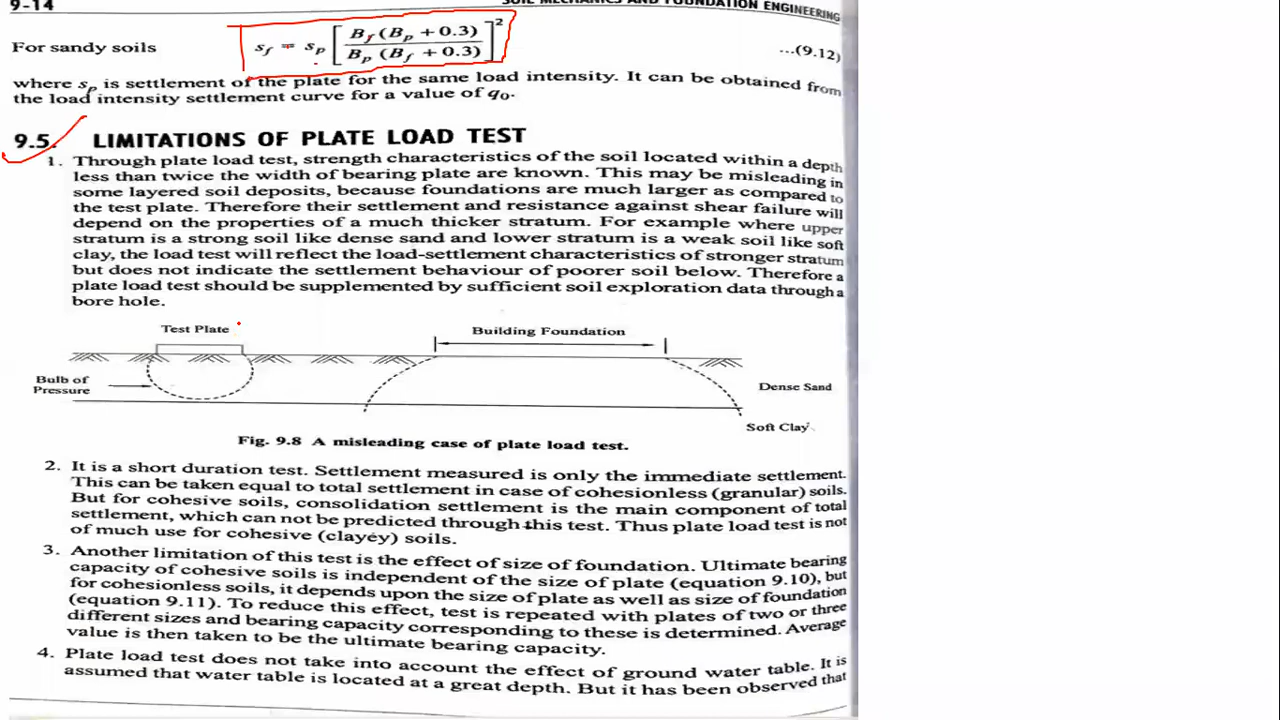 9-14
SOIL MECHANICS AND FOUNDATION ENGINEERING
For sandy soils s_f = s_p [ B_f (B_p + 0.3) / B_p (B_f + 0.3) ]² ...(9.12)
where s_p is settlement of the plate for the same load intensity. It can be obtained from
the load intensity settlement curve for a value of q₀.
9.5. LIMITATIONS OF PLATE LOAD TEST
1. Through plate load test, strength characteristics of the soil located within a depth
less than twice the width of bearing plate are known. This may be misleading in
some layered soil deposits, because foundations are much larger as compared to
the test plate. Therefore their settlement and resistance against shear failure will
depend on the properties of a much thicker stratum. For example where upper
stratum is a strong soil like dense sand and lower stratum is a weak soil like soft
clay, the load test will reflect the load-settlement characteristics of stronger stratum
but does not indicate the settlement behaviour of poorer soil below. Therefore a
plate load test should be supplemented by sufficient soil exploration data through a
bore hole.
Test Plate
Building Foundation
Bulb of
Pressure
Dense Sand
Soft Clay
Fig. 9.8 A misleading case of plate load test.
2. It is a short duration test. Settlement measured is only the immediate settlement.
This can be taken equal to total settlement in case of cohesionless (granular) soils.
But for cohesive soils, consolidation settlement is the main component of total
settlement, which can not be predicted through this test. Thus plate load test is not
of much use for cohesive (clayey) soils.
3. Another limitation of this test is the effect of size of foundation. Ultimate bearing
capacity of cohesive soils is independent of the size of plate (equation 9.10), but
for cohesionless soils, it depends upon the size of plate as well as size of foundation
(equation 9.11). To reduce this effect, test is repeated with plates of two or three
different sizes and bearing capacity corresponding to these is determined. Average
value is then taken to be the ultimate bearing capacity.
4. Plate load test does not take into account the effect of ground water table. It is
assumed that water table is located at a great depth. But it has been observed that